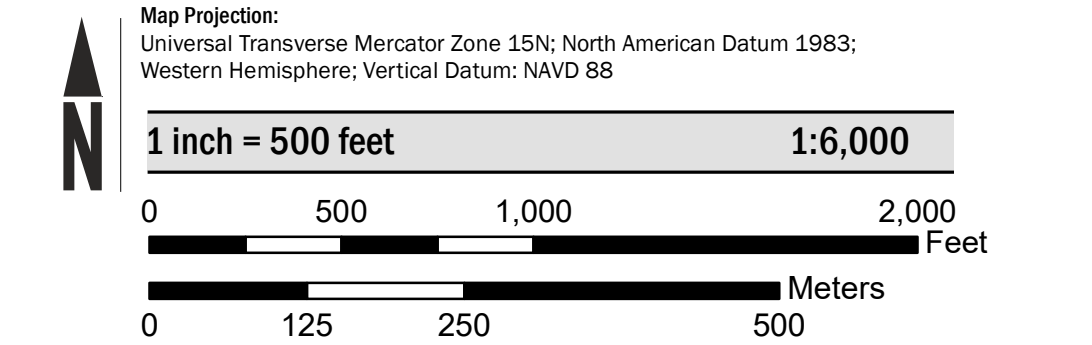 Map Projection:
Universal Transverse Mercator Zone 15N; North American Datum 1983;
Western Hemisphere; Vertical Datum: NAVD 88
N
1 inch = 500 feet 1:6,000
0 500 1,000 2,000
Feet
Meters
0 125 250 500